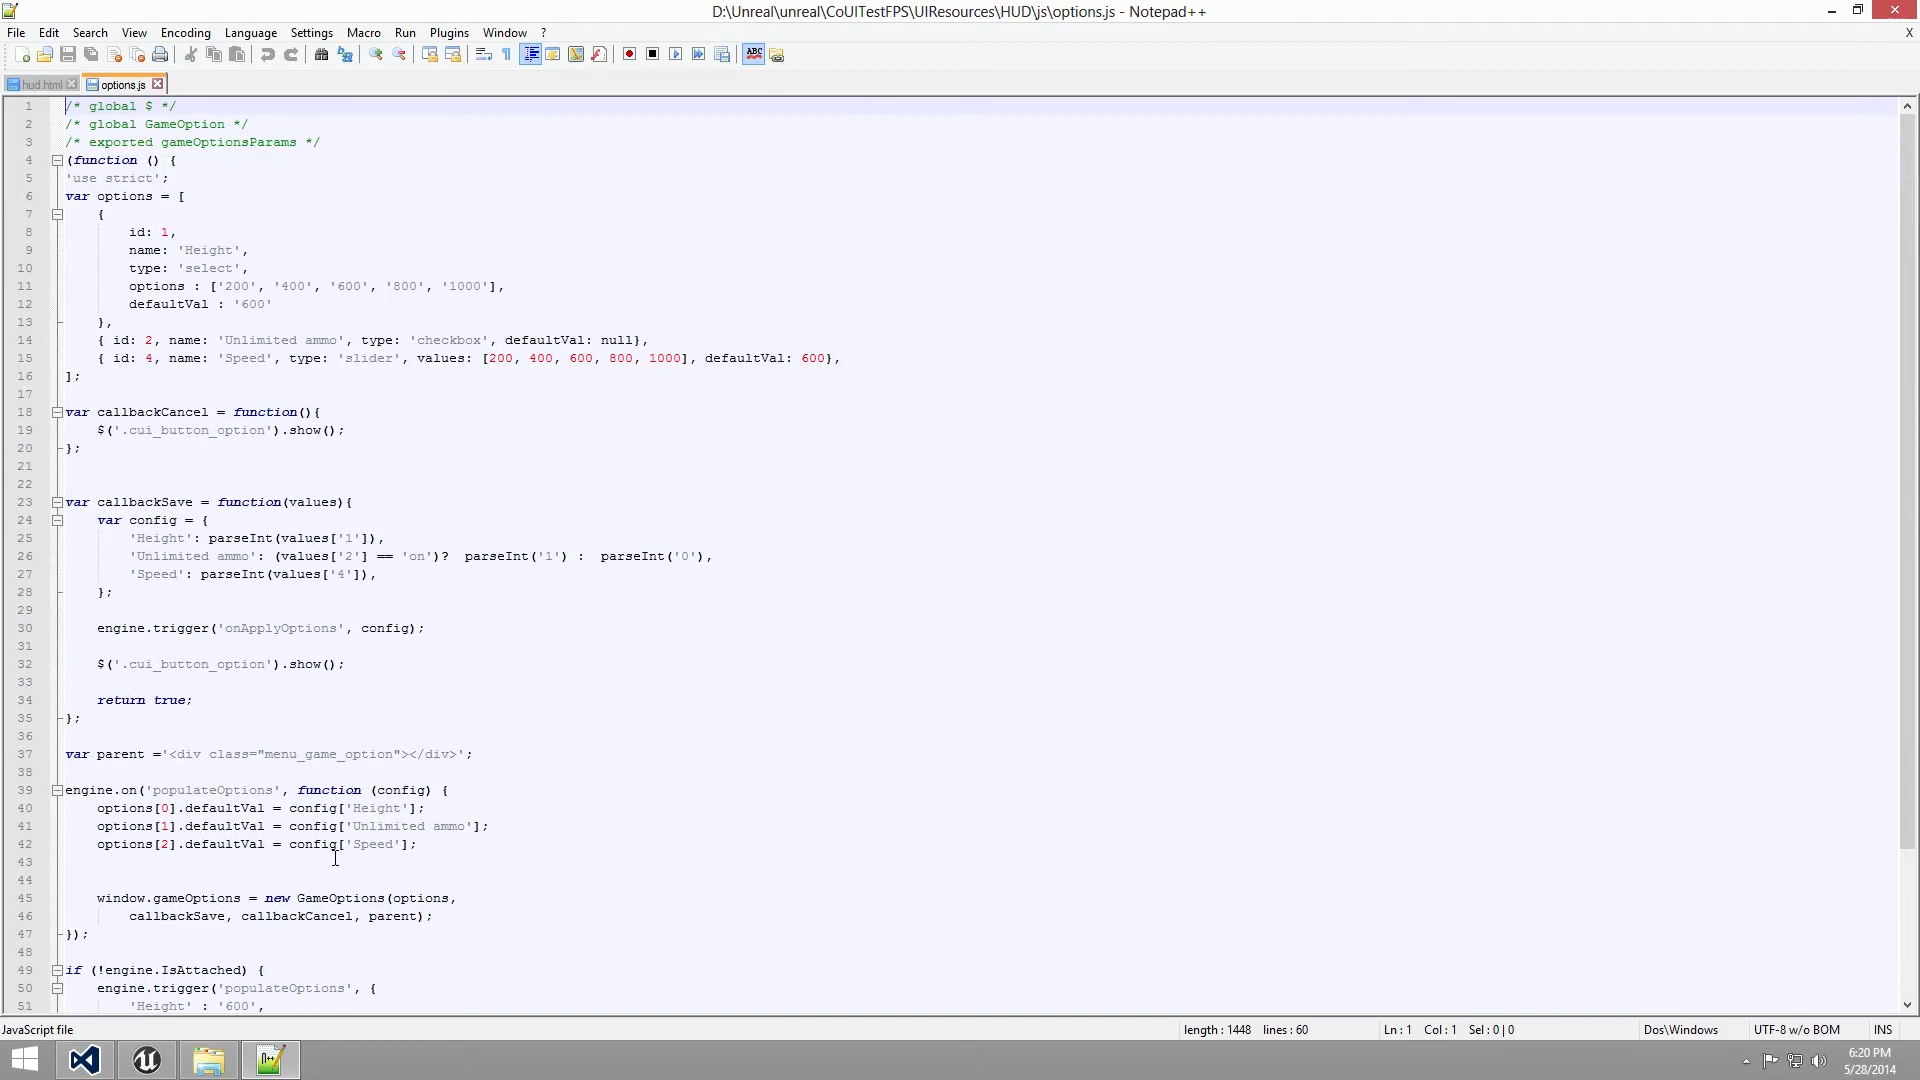 D:\Unreal\unreal\CoUITestFPS\UIResources\HUD\js\options.js - Notepad++
File Edit Search View Encoding Language Settings Macro Run Plugins Window ? X
hud.html options.js
1 /* global $ */
2 /* global GameOption */
3 /* exported gameOptionsParams */
4 (function () {
5 'use strict';
6 var options = [
7 {
8 id: 1,
9 name: 'Height',
10 type: 'select',
11 options : ['200', '400', '600', '800', '1000'],
12 defaultVal : '600'
13 },
14 { id: 2, name: 'Unlimited ammo', type: 'checkbox', defaultVal: null},
15 { id: 4, name: 'Speed', type: 'slider', values: [200, 400, 600, 800, 1000], defaultVal: 600},
16 ];
17
18 var callbackCancel = function(){
19 $('.cui_button_option').show();
20 };
21
22
23 var callbackSave = function(values){
24 var config = {
25 'Height': parseInt(values['1']),
26 'Unlimited ammo': (values['2'] == 'on')? parseInt('1') : parseInt('0'),
27 'Speed': parseInt(values['4']),
28 };
29
30 engine.trigger('onApplyOptions', config);
31
32 $('.cui_button_option').show();
33
34 return true;
35 };
36
37 var parent ='<div class="menu_game_option"></div>';
38
39 engine.on('populateOptions', function (config) {
40 options[0].defaultVal = config['Height'];
41 options[1].defaultVal = config['Unlimited ammo'];
42 options[2].defaultVal = config['Speed'];
43
44
45 window.gameOptions = new GameOptions(options,
46 callbackSave, callbackCancel, parent);
47 });
48
49 if (!engine.IsAttached) {
50 engine.trigger('populateOptions', {
51 'Height' : '600',
JavaScript file length : 1448 lines : 60 Ln : 1 Col : 1 Sel : 0 | 0 Dos\Windows UTF-8 w/o BOM INS
6:20 PM
5/28/2014